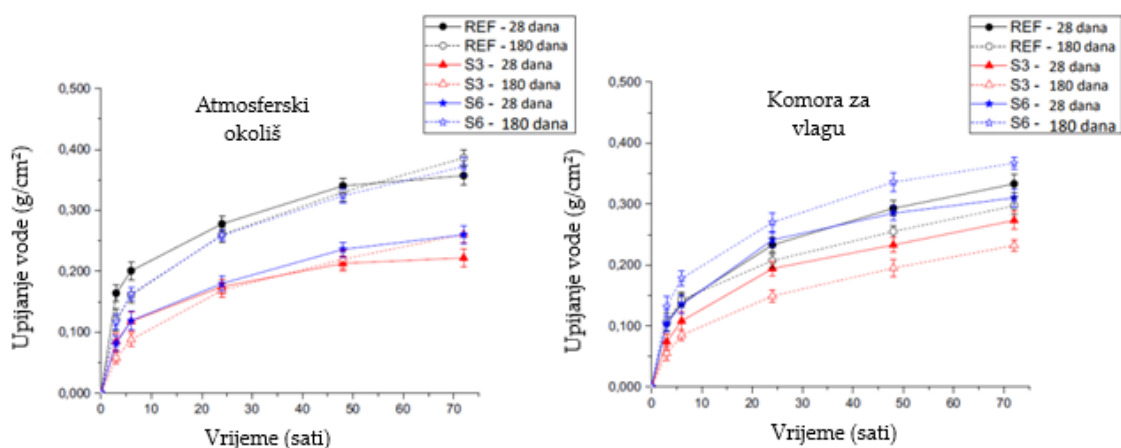 REF - 28 dana
REF - 180 dana
S3 - 28 dana
S3 - 180 dana
S6 - 28 dana
S6 - 180 dana
Atmosferski
okoliš
Upijanje vode (g/cm²)
0,500
0,400
0,300
0,200
0,100
0,000
0 10 20 30 40 50 60 70
Vrijeme (sati)
REF - 28 dana
REF - 180 dana
S3 - 28 dana
S3 - 180 dana
S6 - 28 dana
S6 - 180 dana
Komora za
vlagu
Upijanje vode (g/cm²)
0,500
0,400
0,300
0,200
0,100
0,000
0 10 20 30 40 50 60 70
Vrijeme (sati)